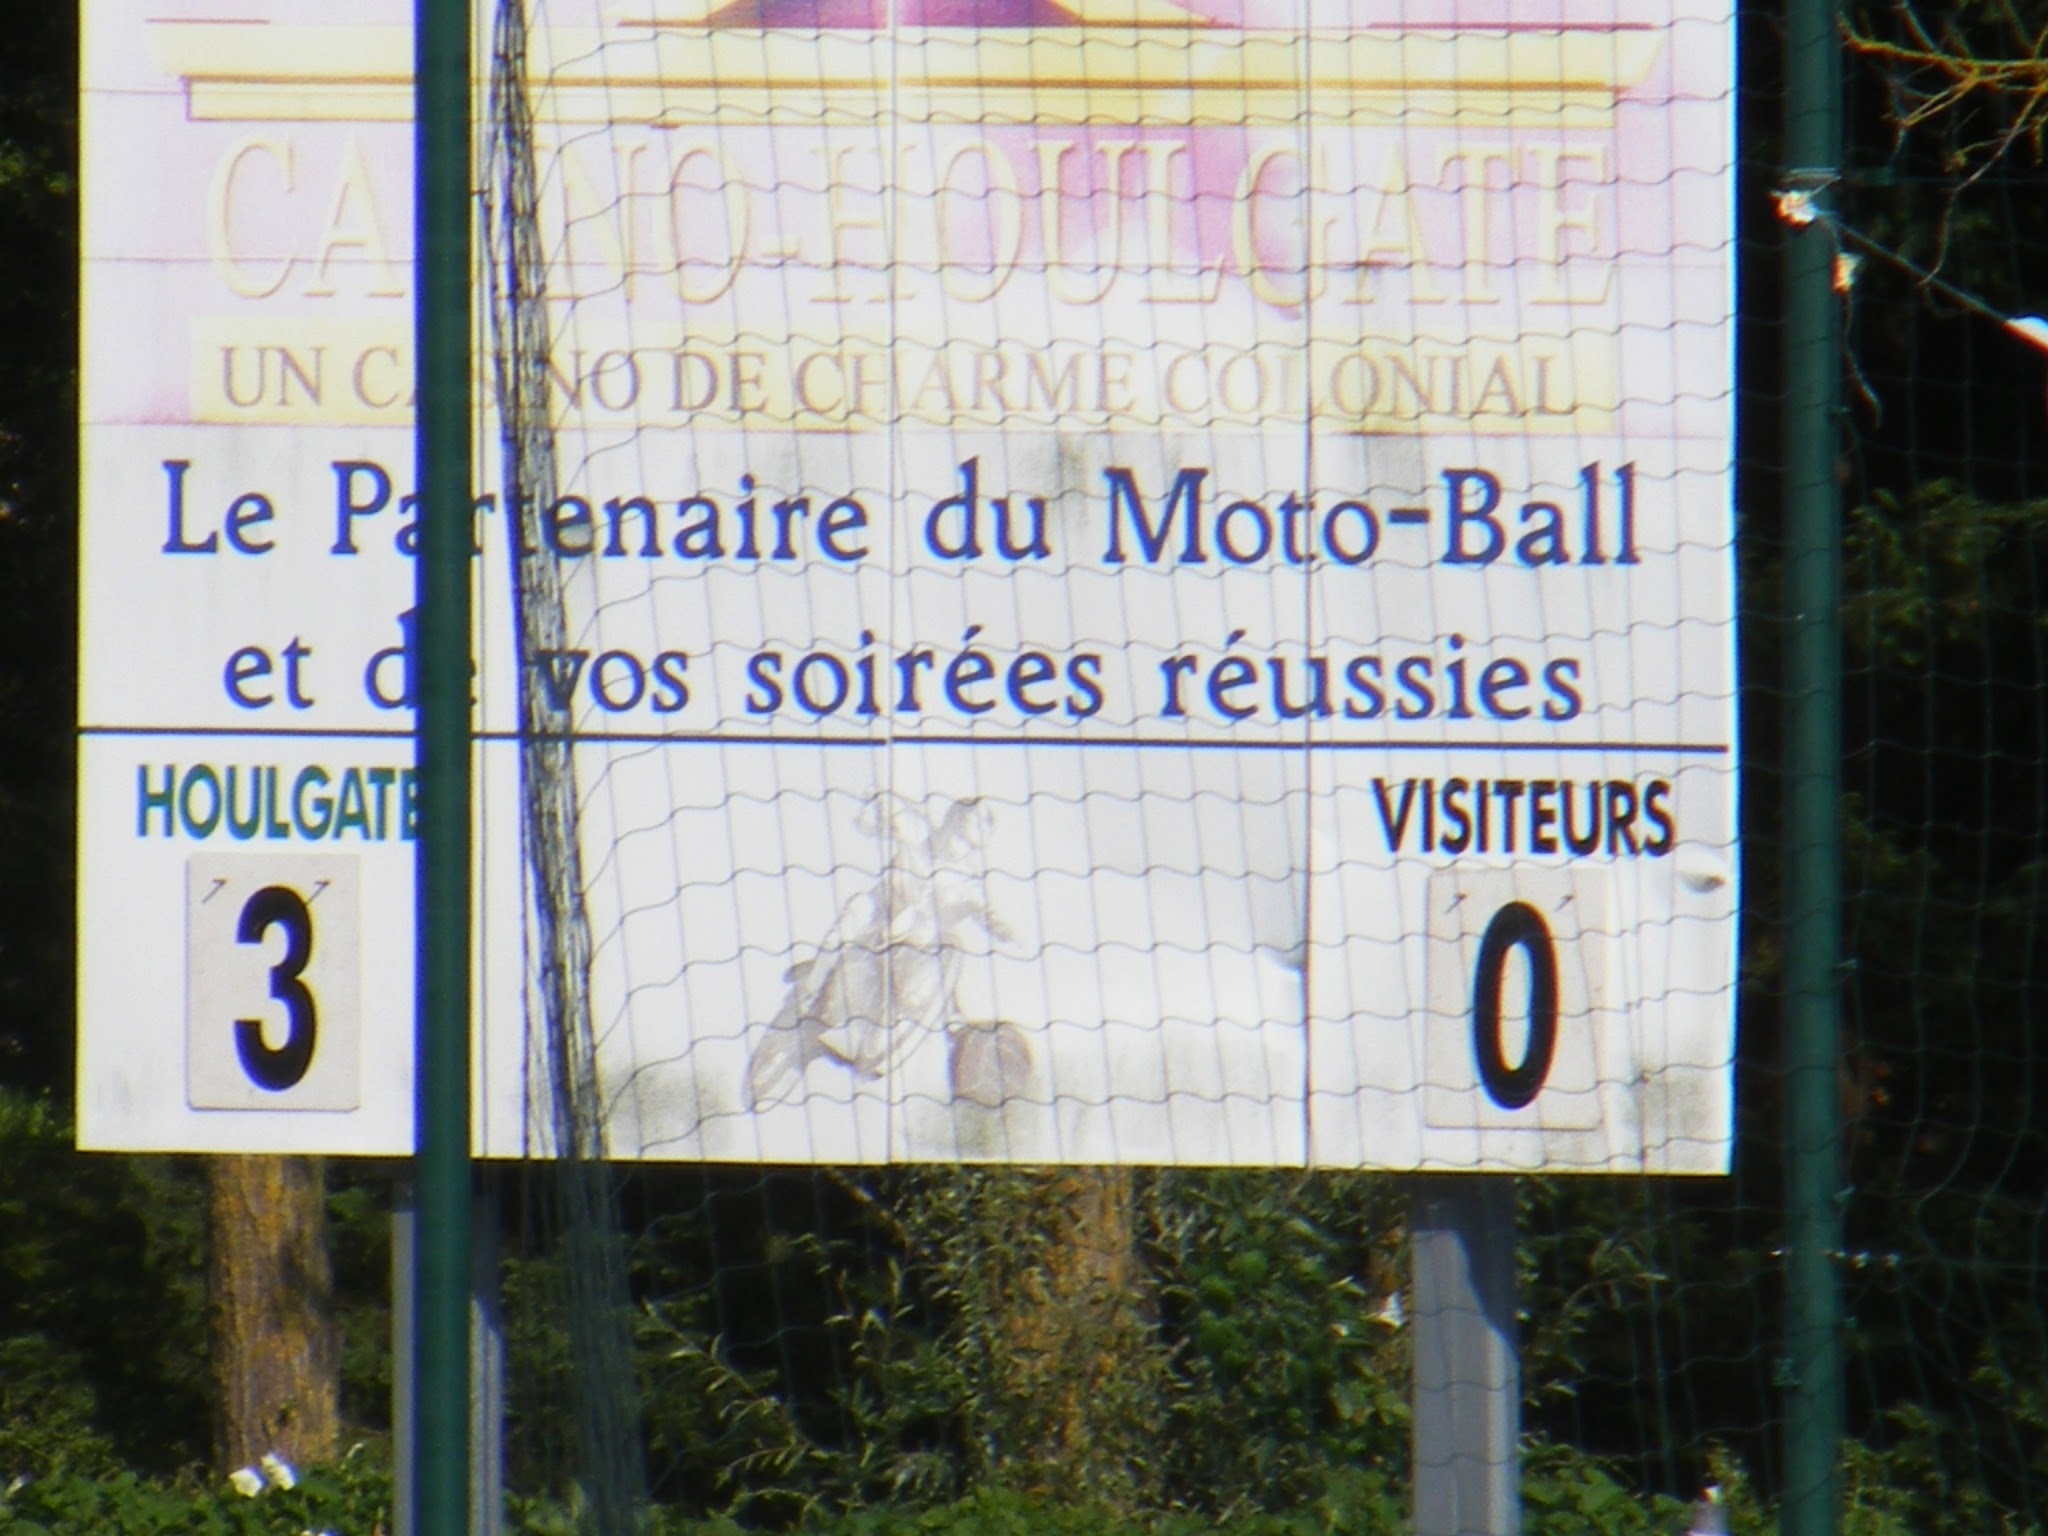 CASINO-HOULGATE
UN CASINO DE CHARME COLONIAL
Le Partenaire du Moto-Ball
et de vos soirées réussies
HOULGATE
VISITEURS
3
0